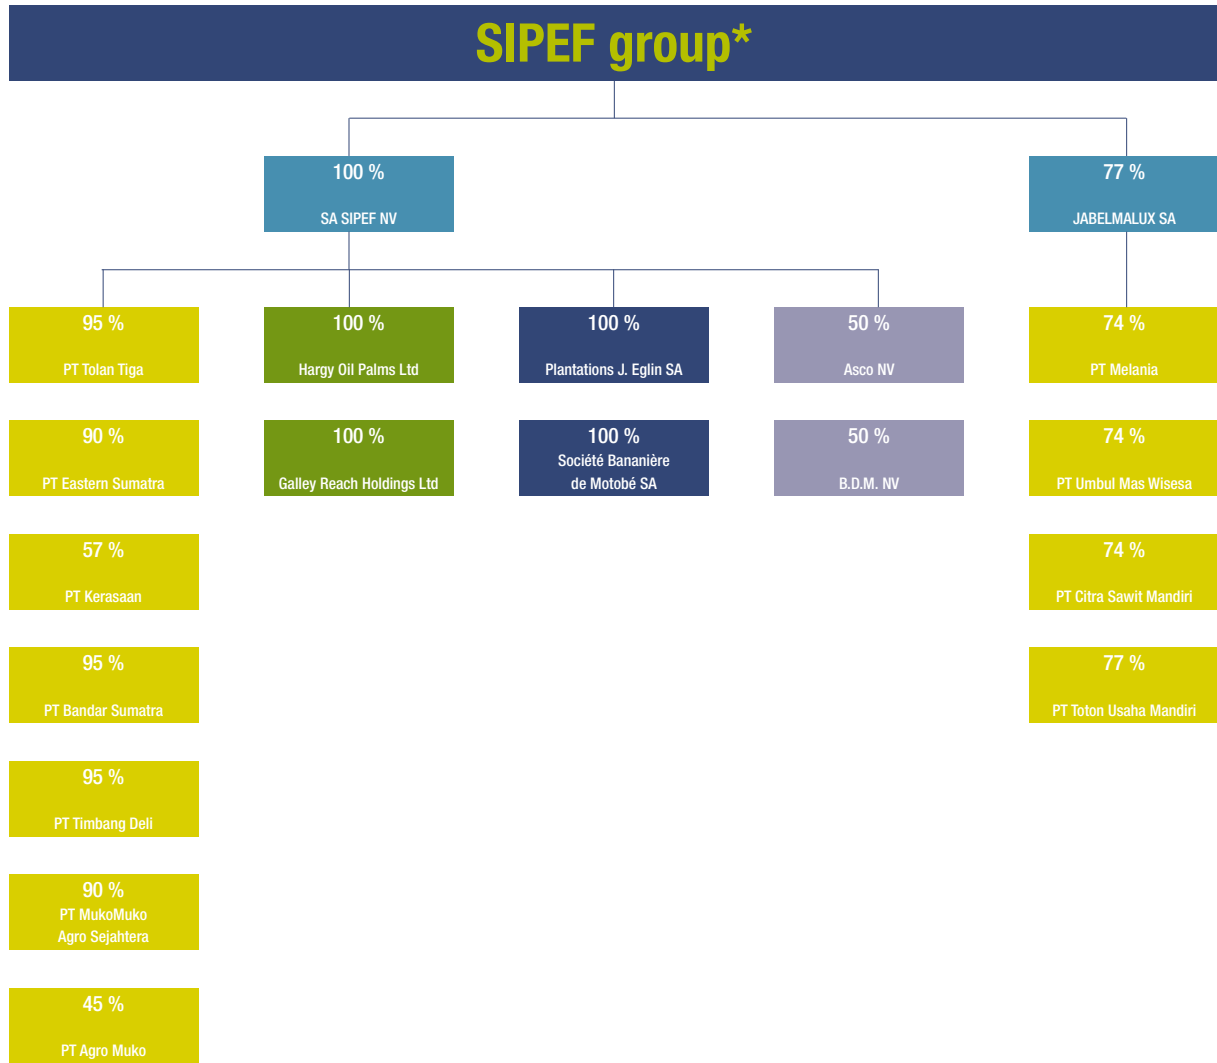 SIPEF group*
100 %
SA SIPEF NV
77 %
JABELMALUX SA
95 %
PT Tolan Tiga
100 %
Hargy Oil Palms Ltd
100 %
Plantations J. Eglin SA
50 %
Asco NV
74 %
PT Melania
90 %
PT Eastern Sumatra
100 %
Galley Reach Holdings Ltd
100 %
Société Bananière
de Motobé SA
50 %
B.D.M. NV
74 %
PT Umbul Mas Wisesa
57 %
PT Kerasaan
74 %
PT Citra Sawit Mandiri
95 %
PT Bandar Sumatra
77 %
PT Toton Usaha Mandiri
95 %
PT Timbang Deli
90 %
PT MukoMuko
Agro Sejahtera
45 %
PT Agro Muko